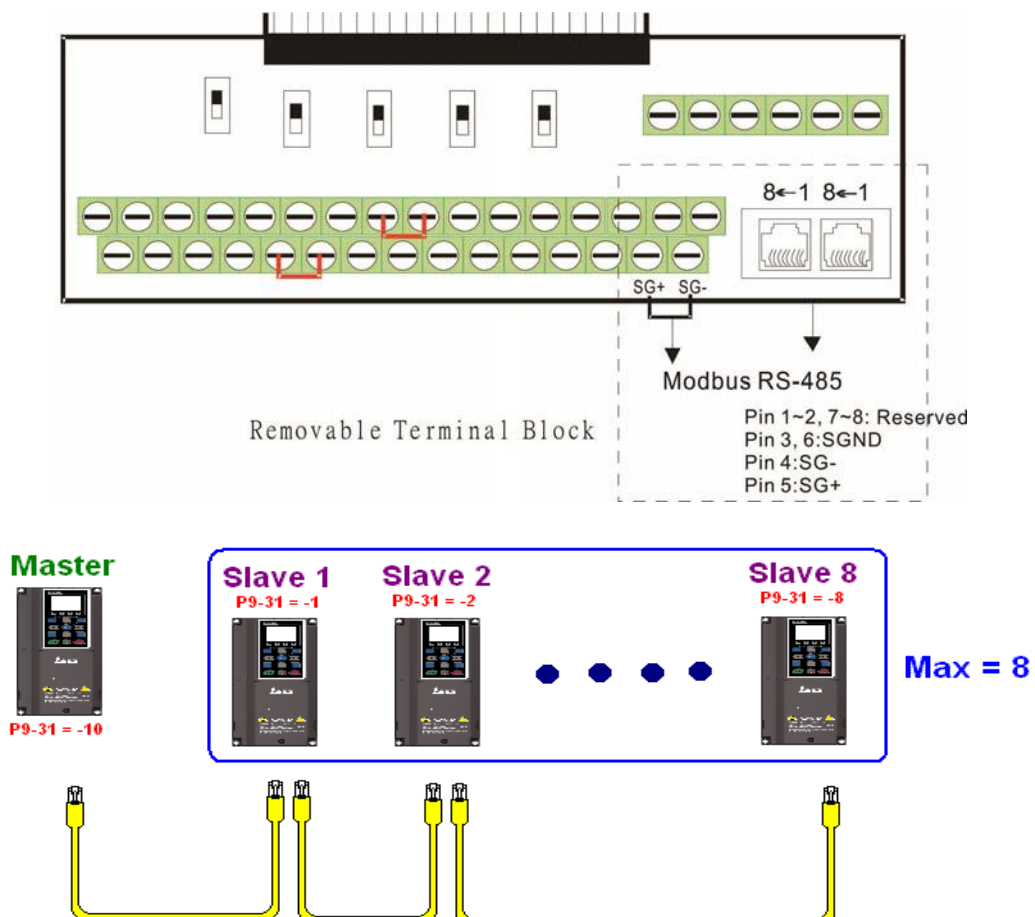 8←1 8←1
SG+ SG-
Modbus RS-485
Removable Terminal Block
Pin 1~2, 7~8: Reserved
Pin 3, 6:SGND
Pin 4:SG-
Pin 5:SG+
Master
Slave 1
Slave 2
Slave 8
P9-31 = -1
P9-31 = -2
P9-31 = -8
Max = 8
P9-31 = -10